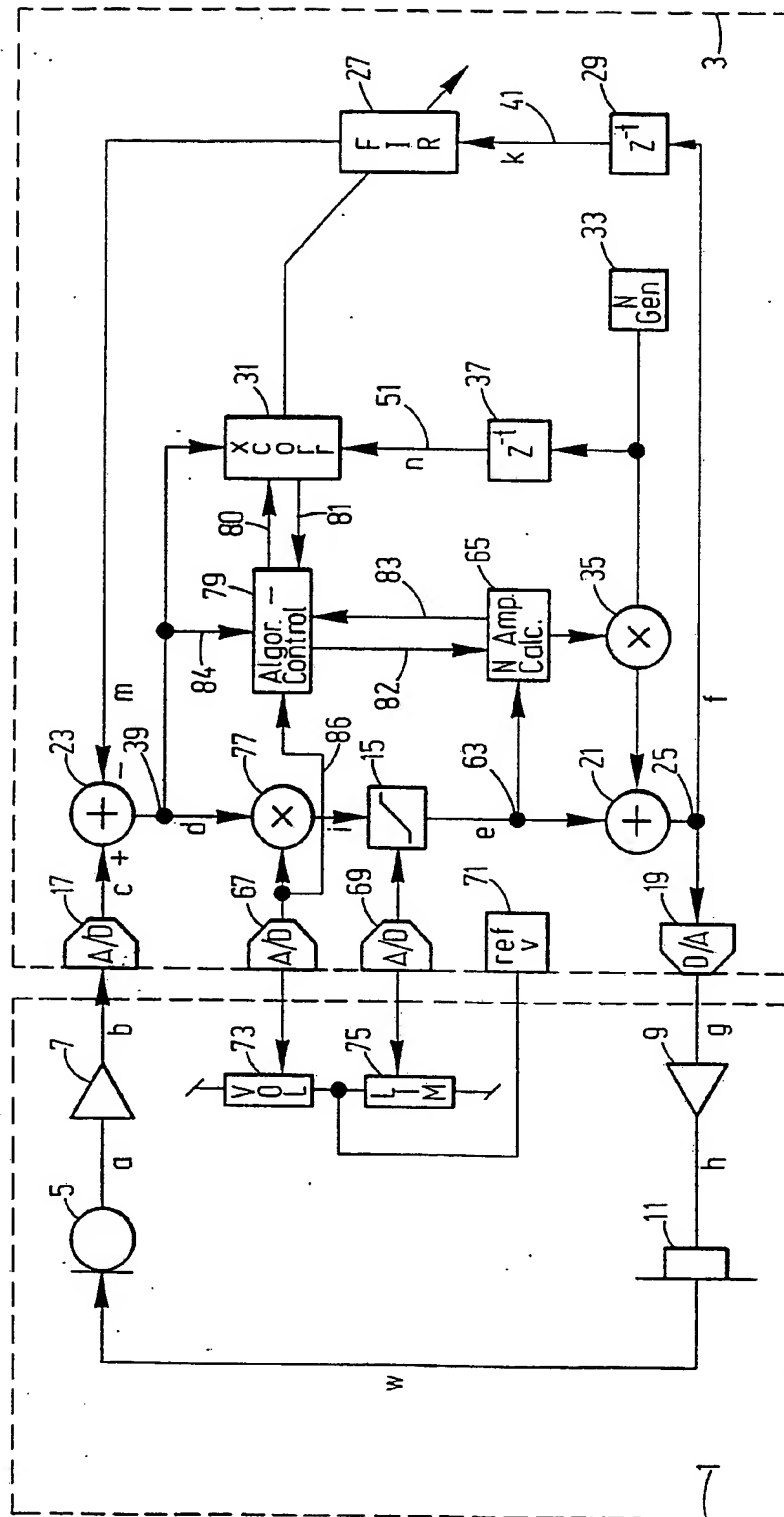 3
27
F I R
41
k
29
Z⁻ᵗ
33
N Gen
31
x c o r r
51
n
37
Z⁻ᵗ
80
81
79
Algor. – Control
83
65
N Amp. Calc.
82
84
35
×
m
23
+
–
39
d
77
×
86
i
15
e
63
21
+
25
f
17
A/D
c
+
67
A/D
69
A/D
71
ref v
19
D/A
b
7
a
5
73
V O L
75
L I M
g
9
h
11
w
1